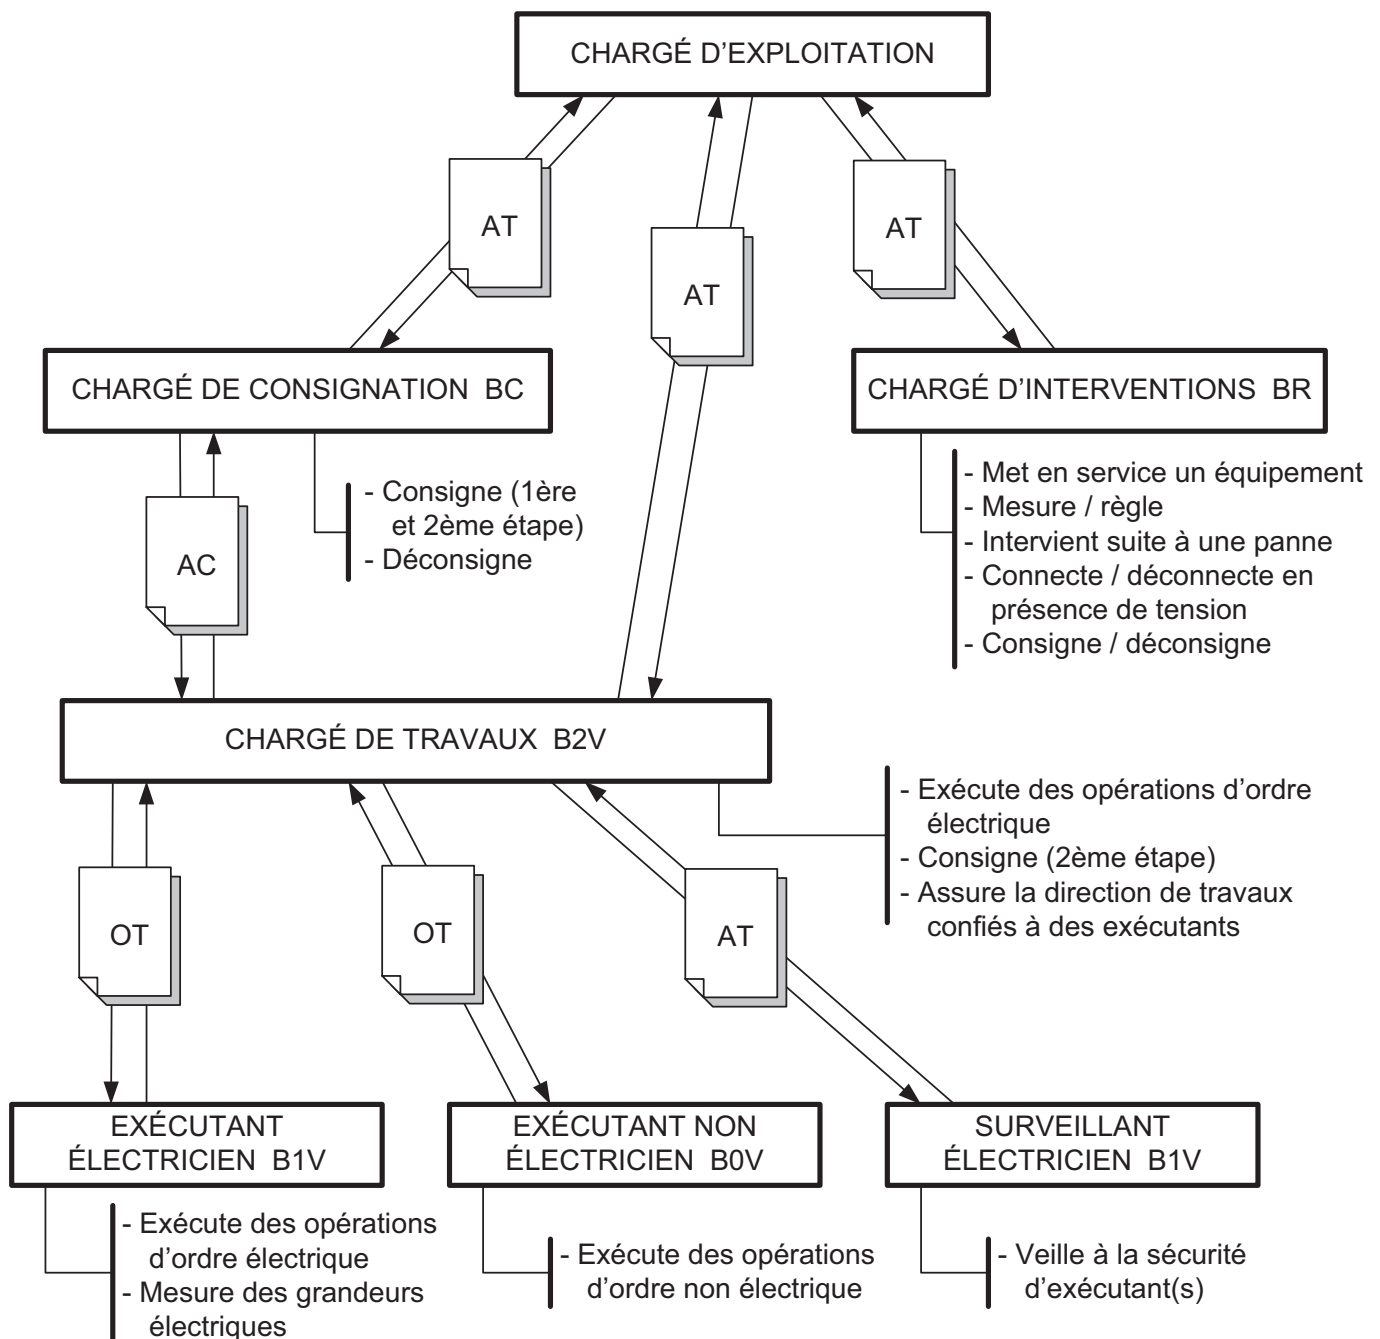 CHARGÉ D'EXPLOITATION
AT
AT
AT
CHARGÉ DE CONSIGNATION BC
CHARGÉ D'INTERVENTIONS BR
- Consigne (1ère
et 2ème étape)
- Déconsigne
- Met en service un équipement
- Mesure / règle
- Intervient suite à une panne
- Connecte / déconnecte en
présence de tension
- Consigne / déconsigne
AC
CHARGÉ DE TRAVAUX B2V
- Exécute des opérations d'ordre
électrique
- Consigne (2ème étape)
- Assure la direction de travaux
confiés à des exécutants
OT
OT
AT
EXÉCUTANT
ÉLECTRICIEN B1V
EXÉCUTANT NON
ÉLECTRICIEN B0V
SURVEILLANT
ÉLECTRICIEN B1V
- Exécute des opérations
d'ordre électrique
- Mesure des grandeurs
électriques
- Exécute des opérations
d'ordre non électrique
- Veille à la sécurité
d'exécutant(s)